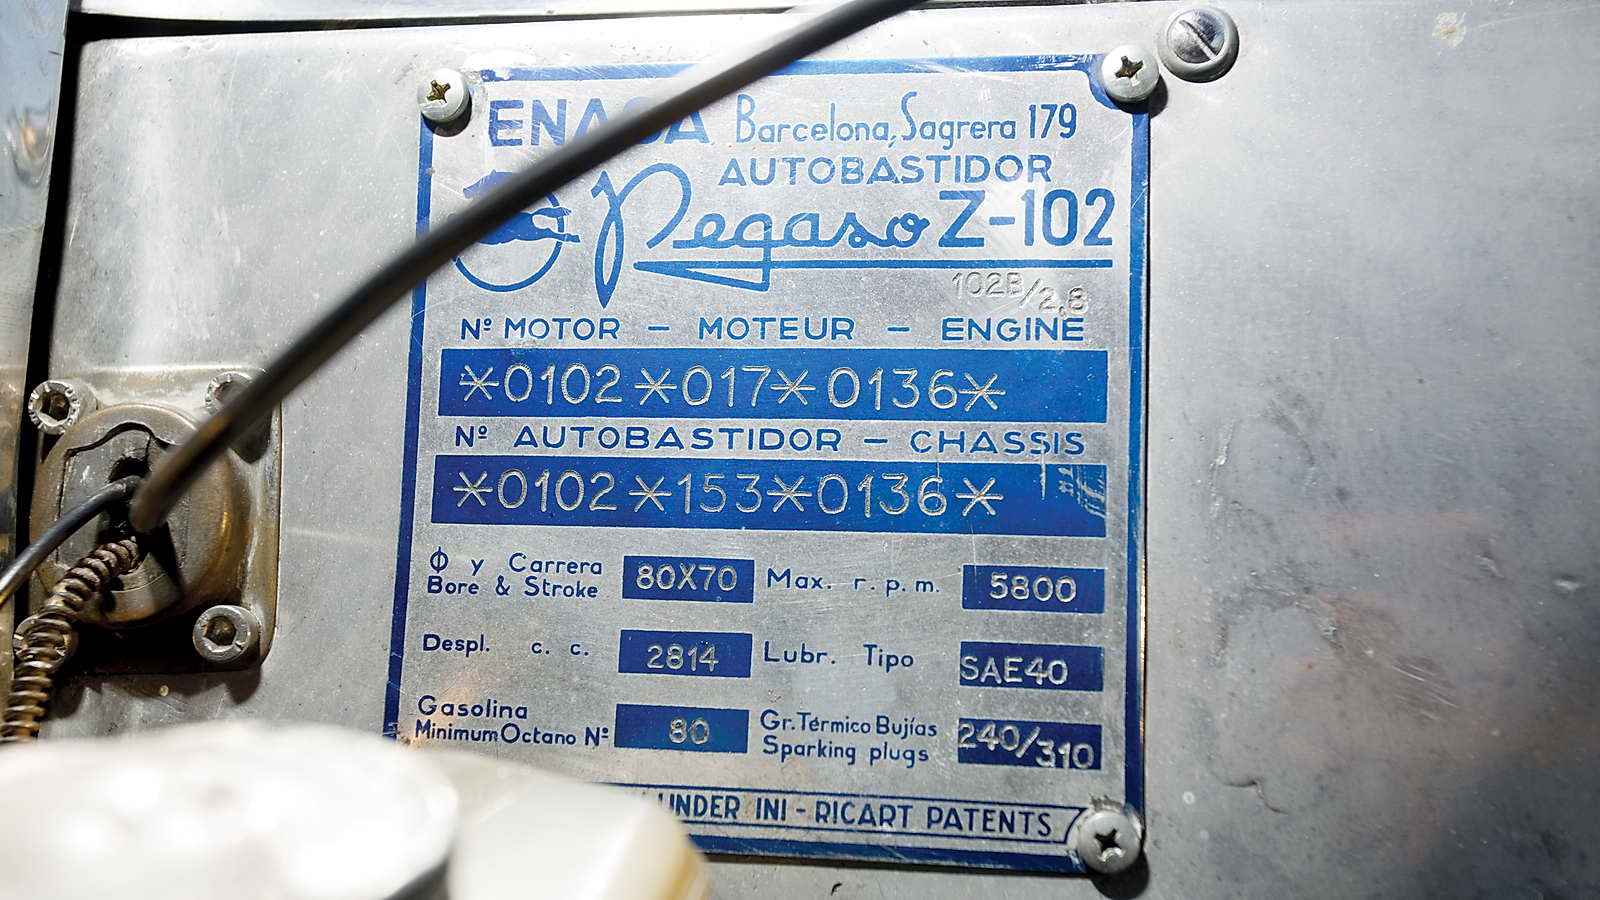 ENASA Barcelona, Sagrera 179
AUTOBASTIDOR
Pegaso Z-102
102B/2,8
Nº MOTOR - MOTEUR - ENGINE
*0102*017*0136*
Nº AUTOBASTIDOR - CHASSIS
*0102*153*0136*
Φ y Carrera
Bore & Stroke 80X70 Max. r.p.m. 5800
Despl. c. c. 2814 Lubr. Tipo SAE40
Gasolina
Minimum Octano Nº 80 Gr. Térmico Bujías
Sparking plugs 240/310
UNDER INI - RICART PATENTS